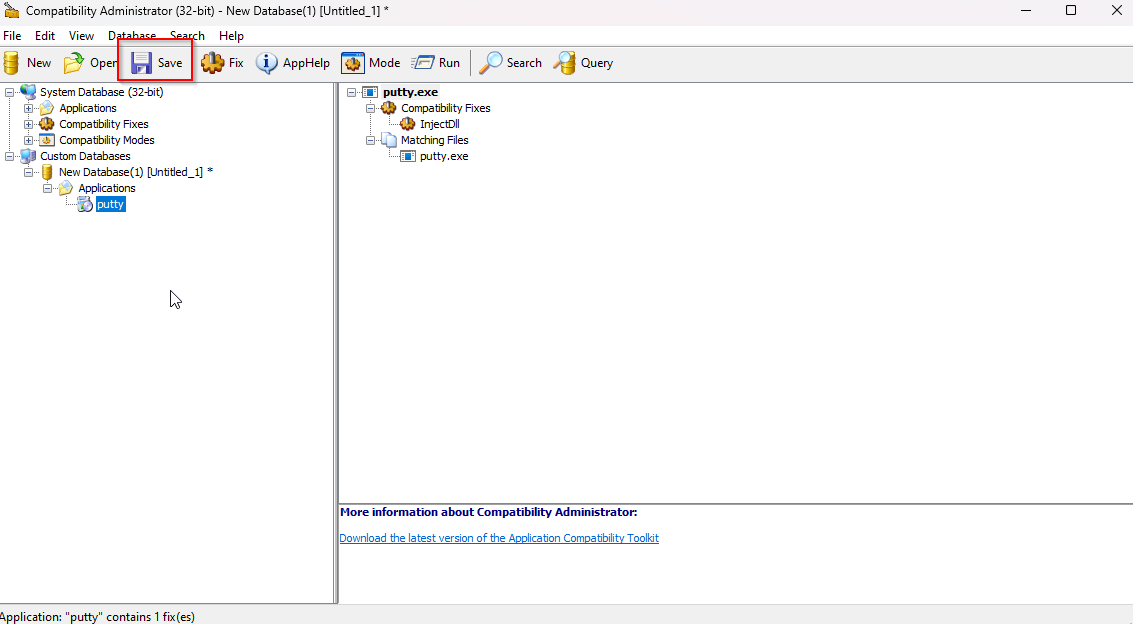 Compatibility Administrator (32-bit) - New Database(1) [Untitled_1] *
File Edit View Database Search Help
New Open Save Fix AppHelp Mode Run Search Query
System Database (32-bit)
Applications
Compatibility Fixes
Compatibility Modes
Custom Databases
New Database(1) [Untitled_1] *
Applications
putty
putty.exe
Compatibility Fixes
InjectDll
Matching Files
putty.exe
More information about Compatibility Administrator:
Download the latest version of the Application Compatibility Toolkit
Application: "putty" contains 1 fix(es)